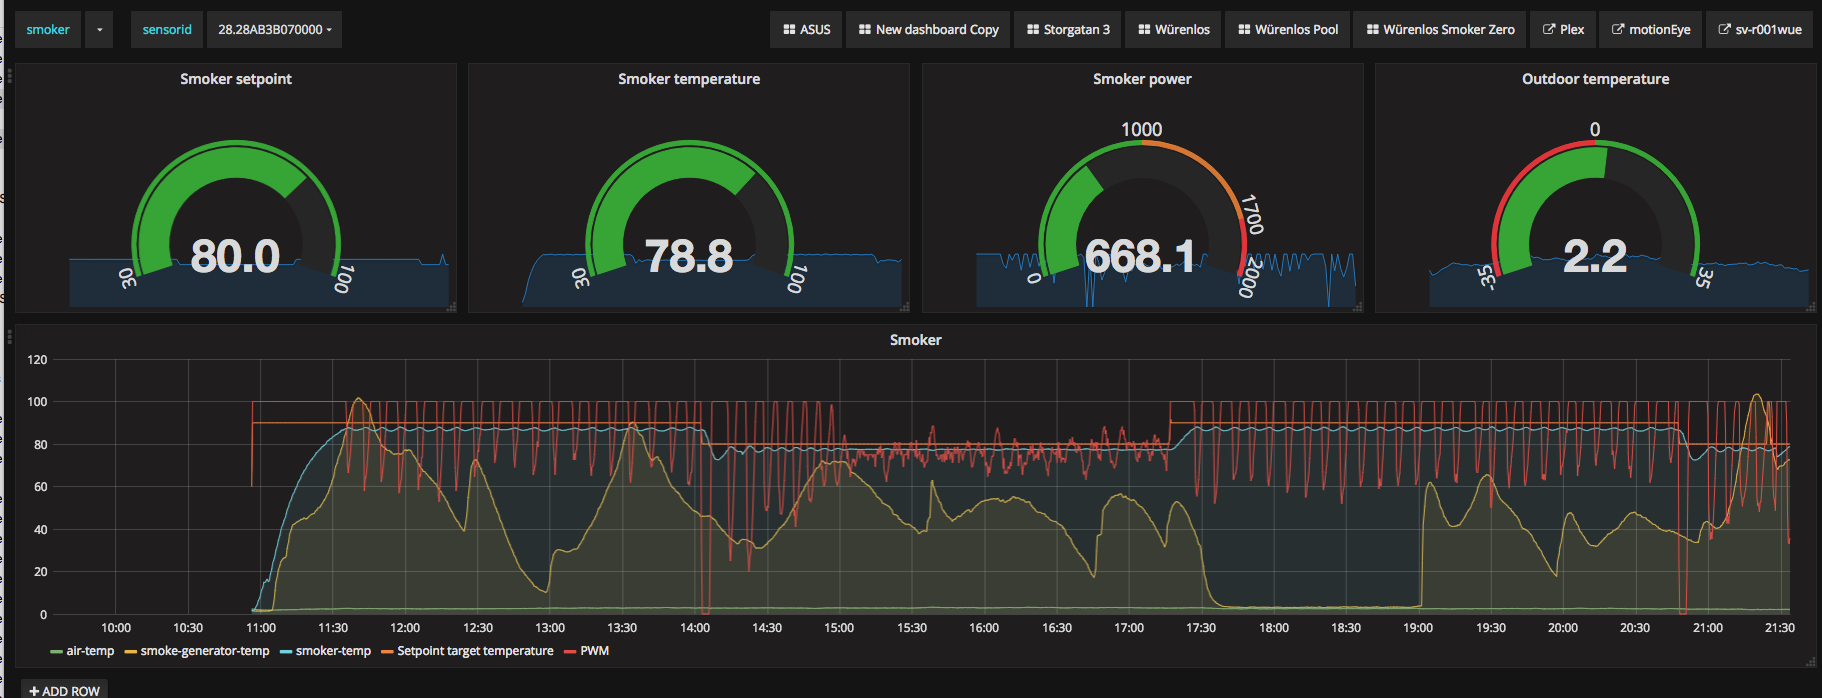 smoker sensorid 28.28AB3B070000 ASUS New dashboard Copy Storgatan 3 Würenlos Würenlos Pool Würenlos Smoker Zero Plex motionEye sv-r001wue
Smoker setpoint Smoker temperature Smoker power Outdoor temperature
30 80.0 100
30 78.8 100
0 1000 1700 2000 668.1
-35 0 35 2.2
Smoker
120
100
80
60
40
20
0
10:00 10:30 11:00 11:30 12:00 12:30 13:00 13:30 14:00 14:30 15:00 15:30 16:00 16:30 17:00 17:30 18:00 18:30 19:00 19:30 20:00 20:30 21:00 21:30
air-temp smoke-generator-temp smoker-temp Setpoint target temperature PWM
+ ADD ROW